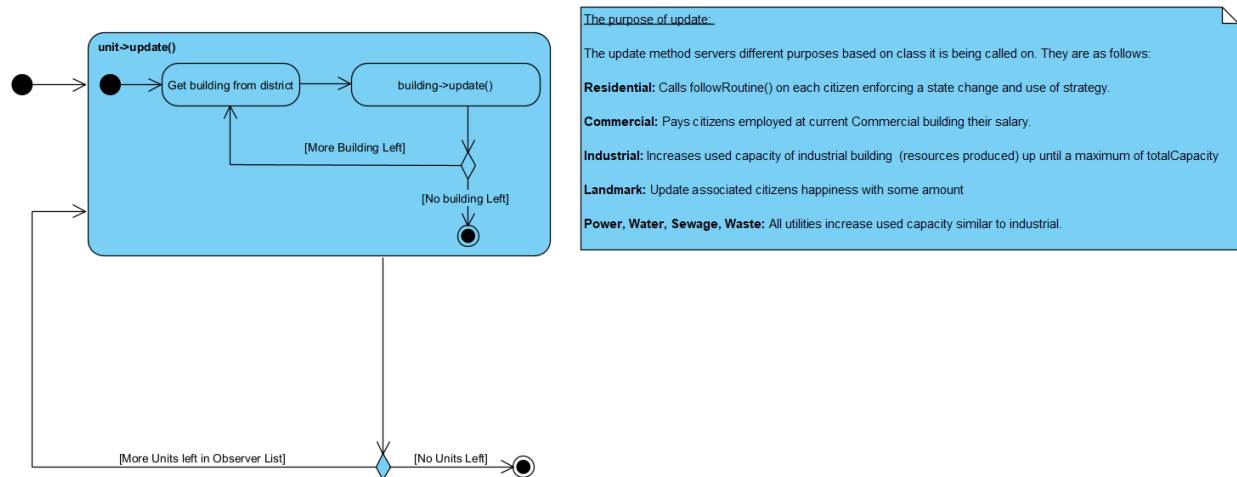 unit->update()
Get building from district
building->update()
[More Building Left]
[No building Left]
[More Units left in Observer List]
[No Units Left]
The purpose of update:
The update method servers different purposes based on class it is being called on. They are as follows:
Residential: Calls followRoutine() on each citizen enforcing a state change and use of strategy.
Commercial: Pays citizens employed at current Commercial building their salary.
Industrial: Increases used capacity of industrial building (resources produced) up until a maximum of totalCapacity
Landmark: Update associated citizens happiness with some amount
Power, Water, Sewage, Waste: All utilities increase used capacity similar to industrial.